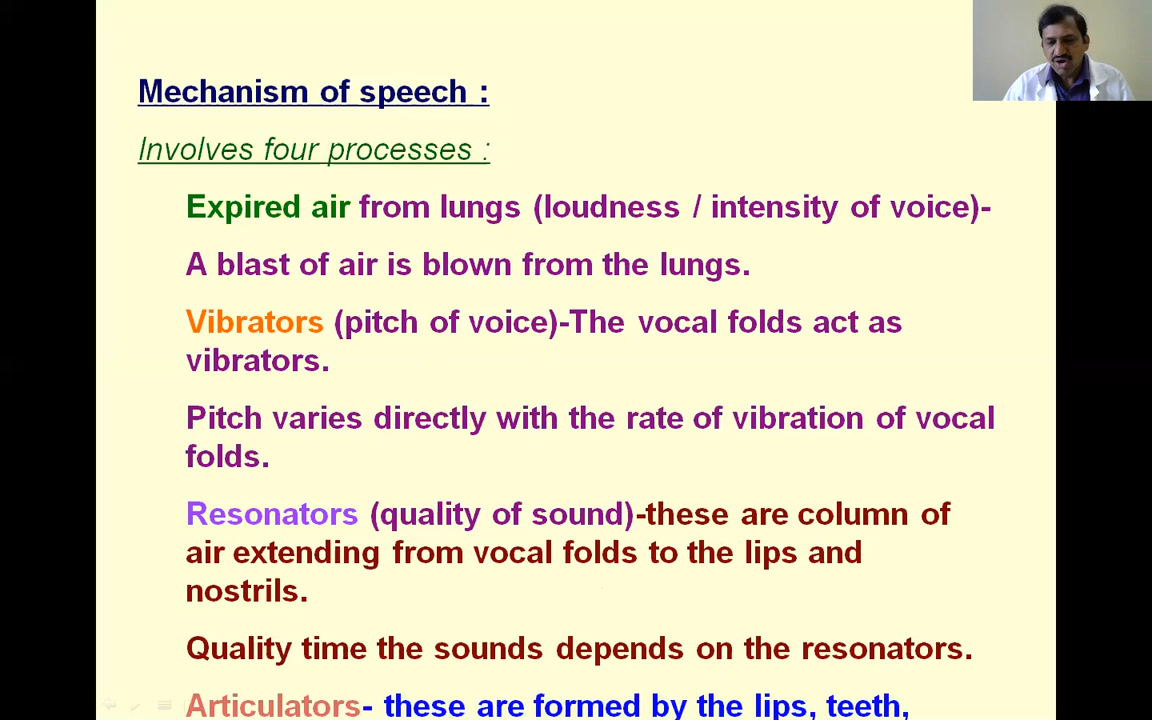 Mechanism of speech :
Involves four processes :
Expired air from lungs (loudness / intensity of voice)-
A blast of air is blown from the lungs.
Vibrators (pitch of voice)-The vocal folds act as
vibrators.
Pitch varies directly with the rate of vibration of vocal
folds.
Resonators (quality of sound)-these are column of
air extending from vocal folds to the lips and
nostrils.
Quality time the sounds depends on the resonators.
Articulators- these are formed by the lips, teeth,